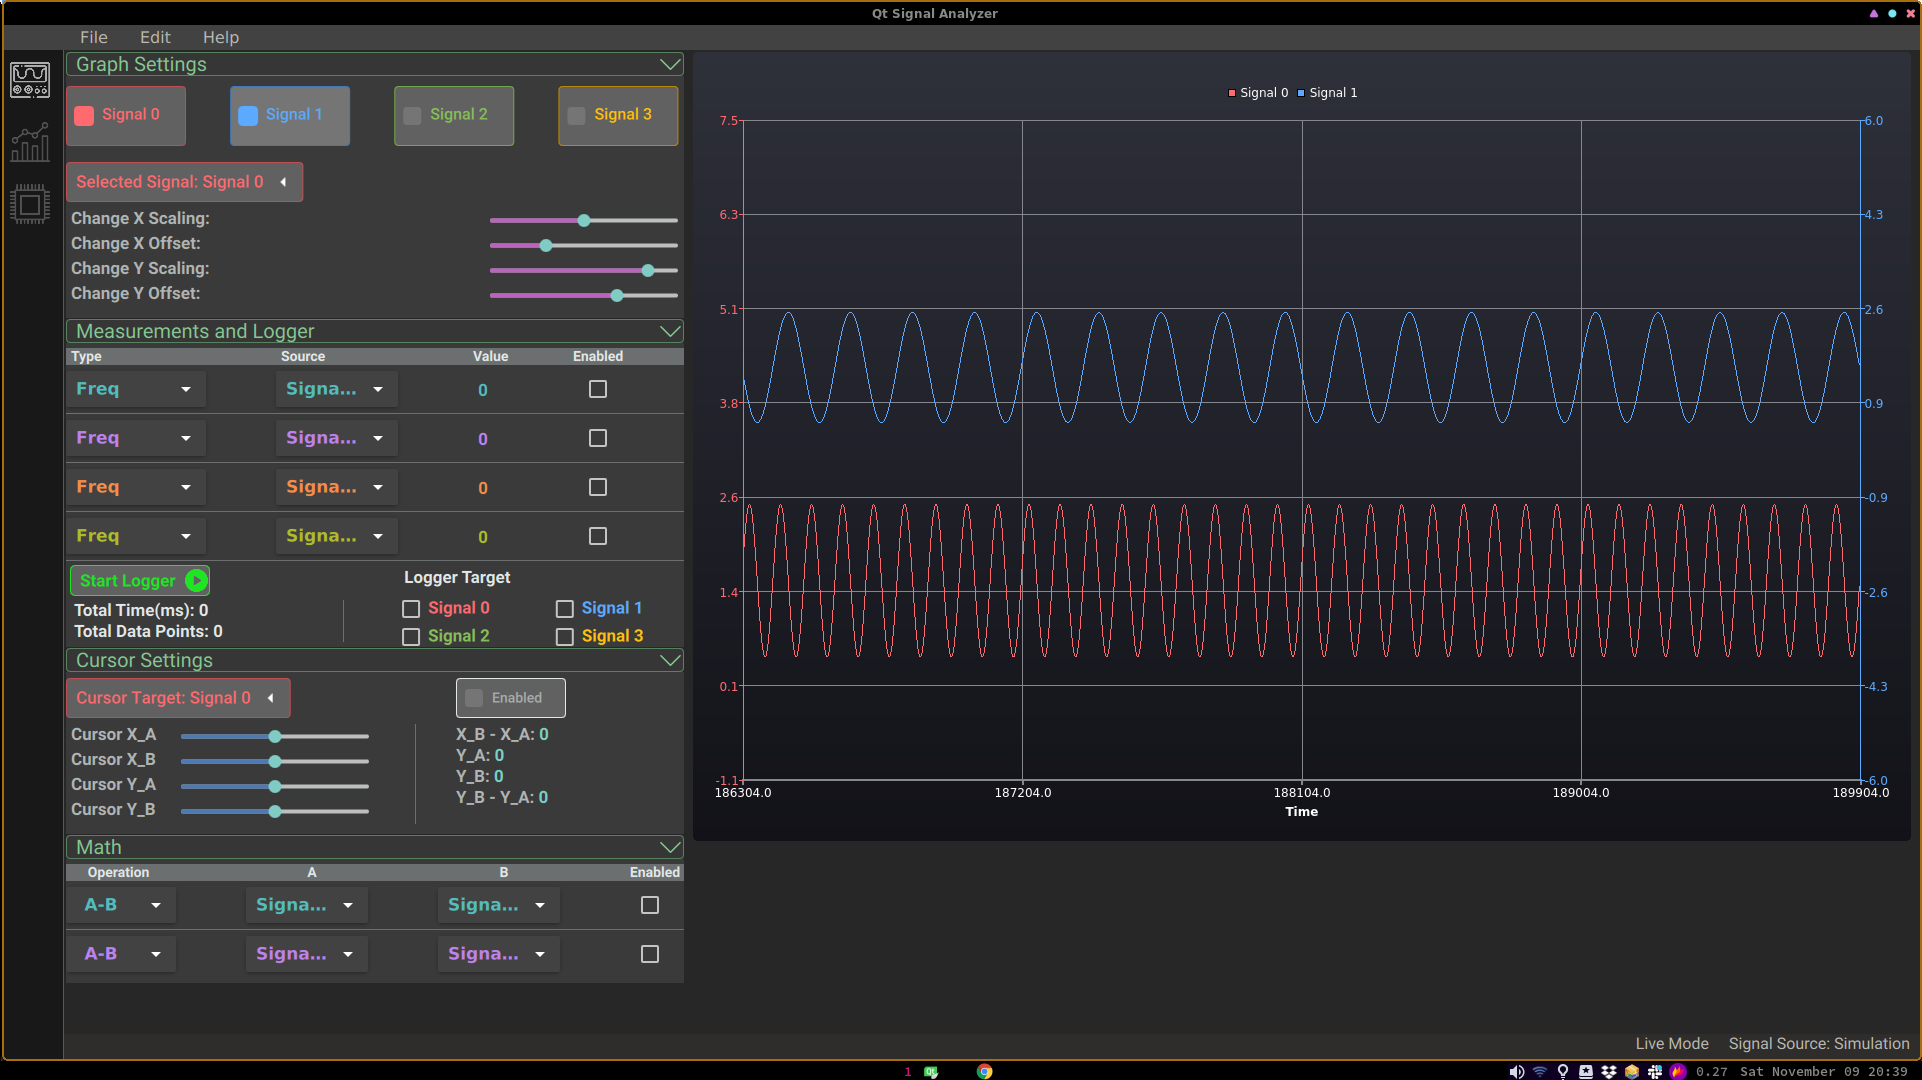 Qt Signal Analyzer
File Edit Help
Graph Settings
Signal 0 Signal 1 Signal 2 Signal 3
Selected Signal: Signal 0
Change X Scaling:
Change X Offset:
Change Y Scaling:
Change Y Offset:
Measurements and Logger
Type Source Value Enabled
Freq Signa... 0
Freq Signa... 0
Freq Signa... 0
Freq Signa... 0
Start Logger
Total Time(ms): 0
Total Data Points: 0
Logger Target
Signal 0 Signal 1
Signal 2 Signal 3
Cursor Settings
Cursor Target: Signal 0
Enabled
Cursor X_A
Cursor X_B
Cursor Y_A
Cursor Y_B
X_B - X_A: 0
Y_A: 0
Y_B: 0
Y_B - Y_A: 0
Math
Operation A B Enabled
A-B Signa... Signa...
A-B Signa... Signa...
Signal 0 Signal 1
7.5 6.0
6.3 4.3
5.1 2.6
3.8 0.9
2.6 -0.9
1.4 -2.6
0.1 -4.3
-1.1 -6.0
186304.0 187204.0 188104.0 189004.0 189904.0
Time
Live Mode Signal Source: Simulation
1 Qt 0.27 Sat November 09 20:39